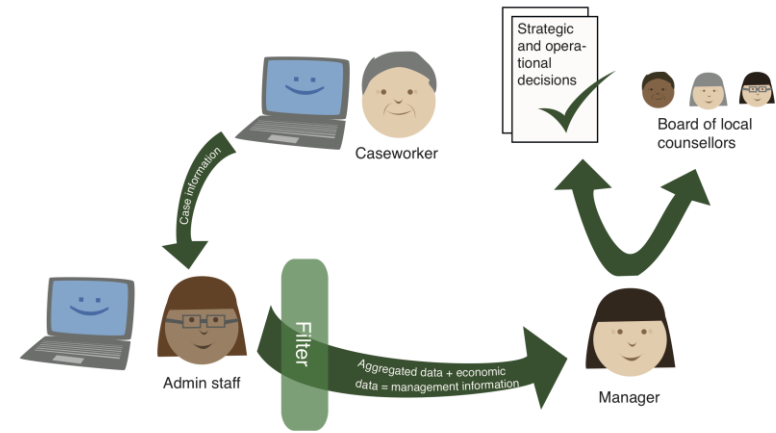 Strategic
and opera-
tional
decisions
Board of local
counsellors
Caseworker
Case information
Admin staff
Filter
Aggregated data + economic
data = management information
Manager